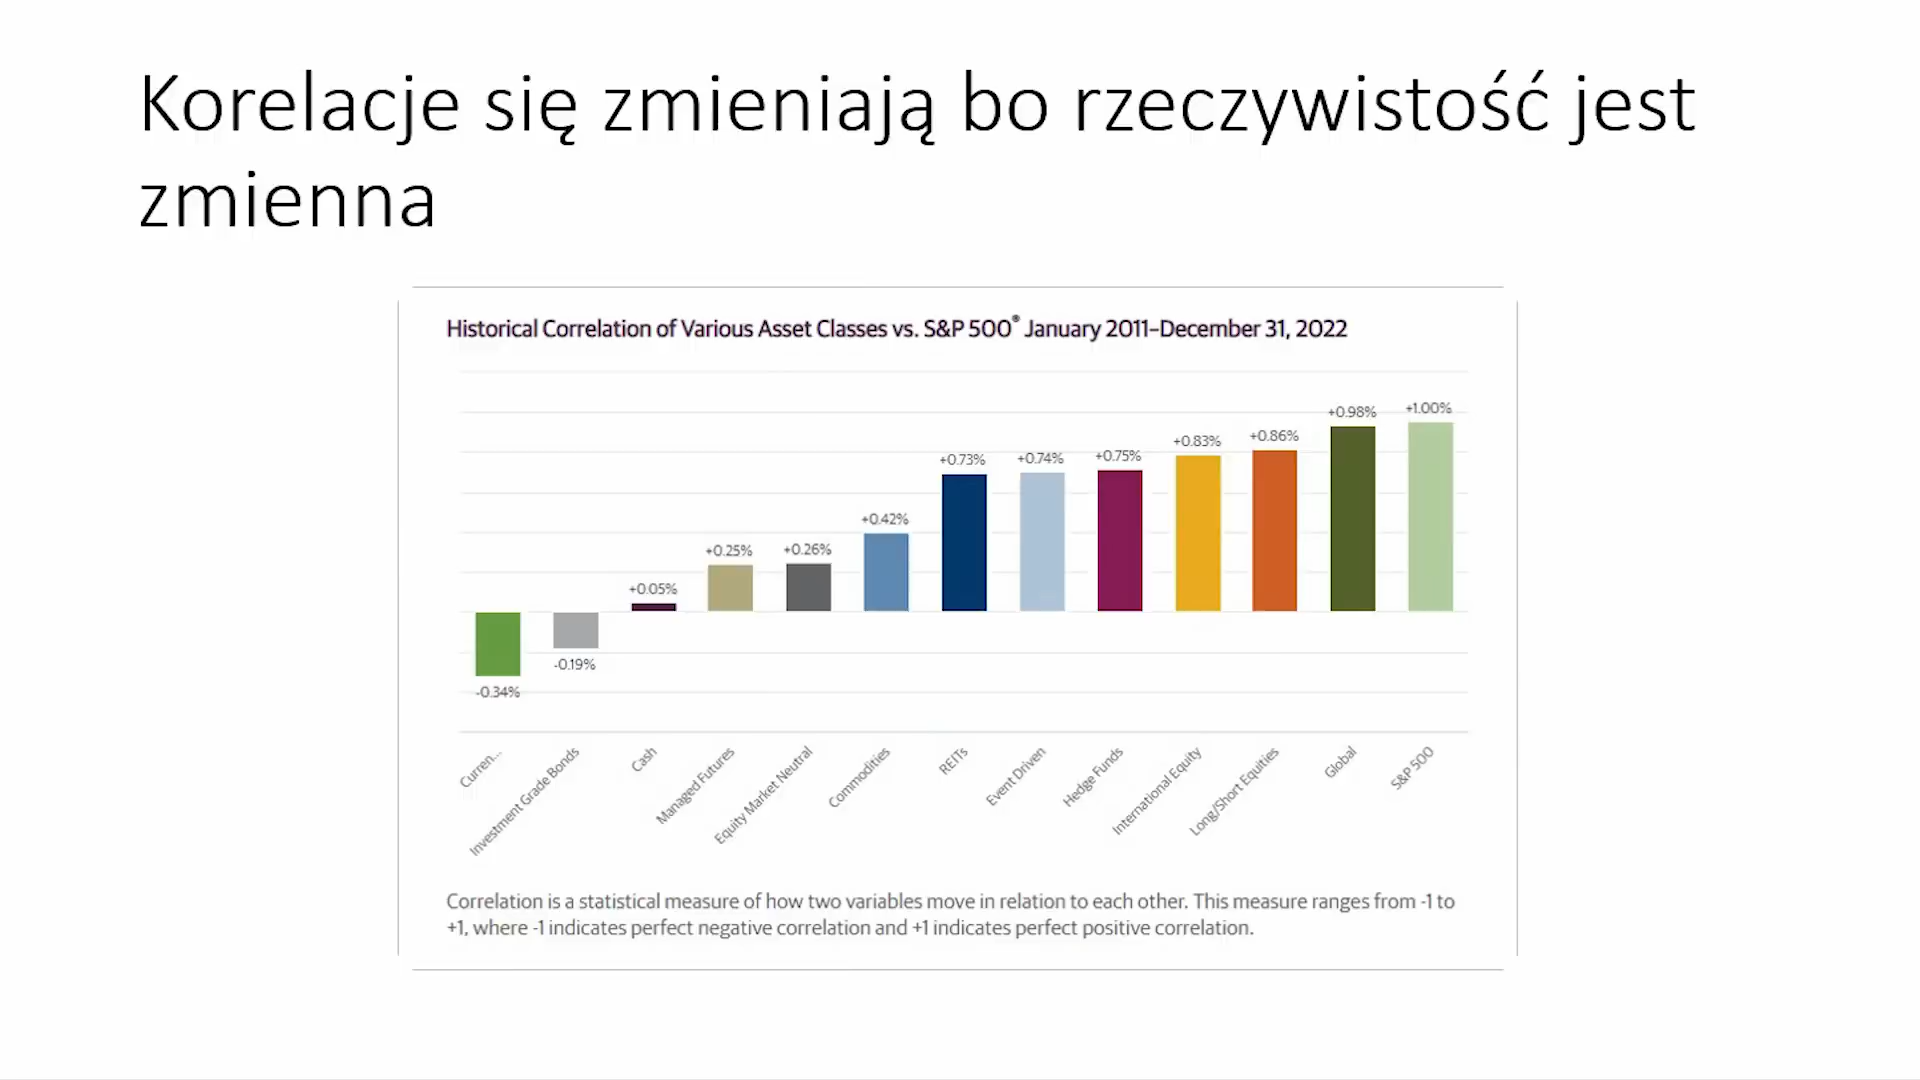 Korelacje się zmieniają bo rzeczywistość jest
zmienna
Historical Correlation of Various Asset Classes vs. S&P 500® January 2011–December 31, 2022
-0.34%
-0.19%
+0.05%
+0.25%
+0.26%
+0.42%
+0.73%
+0.74%
+0.75%
+0.83%
+0.86%
+0.98%
+1.00%
Curren...
Investment Grade Bonds
Cash
Managed Futures
Equity Market Neutral
Commodities
REITs
Event Driven
Hedge Funds
International Equity
Long/Short Equities
Global
S&P 500
Correlation is a statistical measure of how two variables move in relation to each other. This measure ranges from -1 to
+1, where -1 indicates perfect negative correlation and +1 indicates perfect positive correlation.